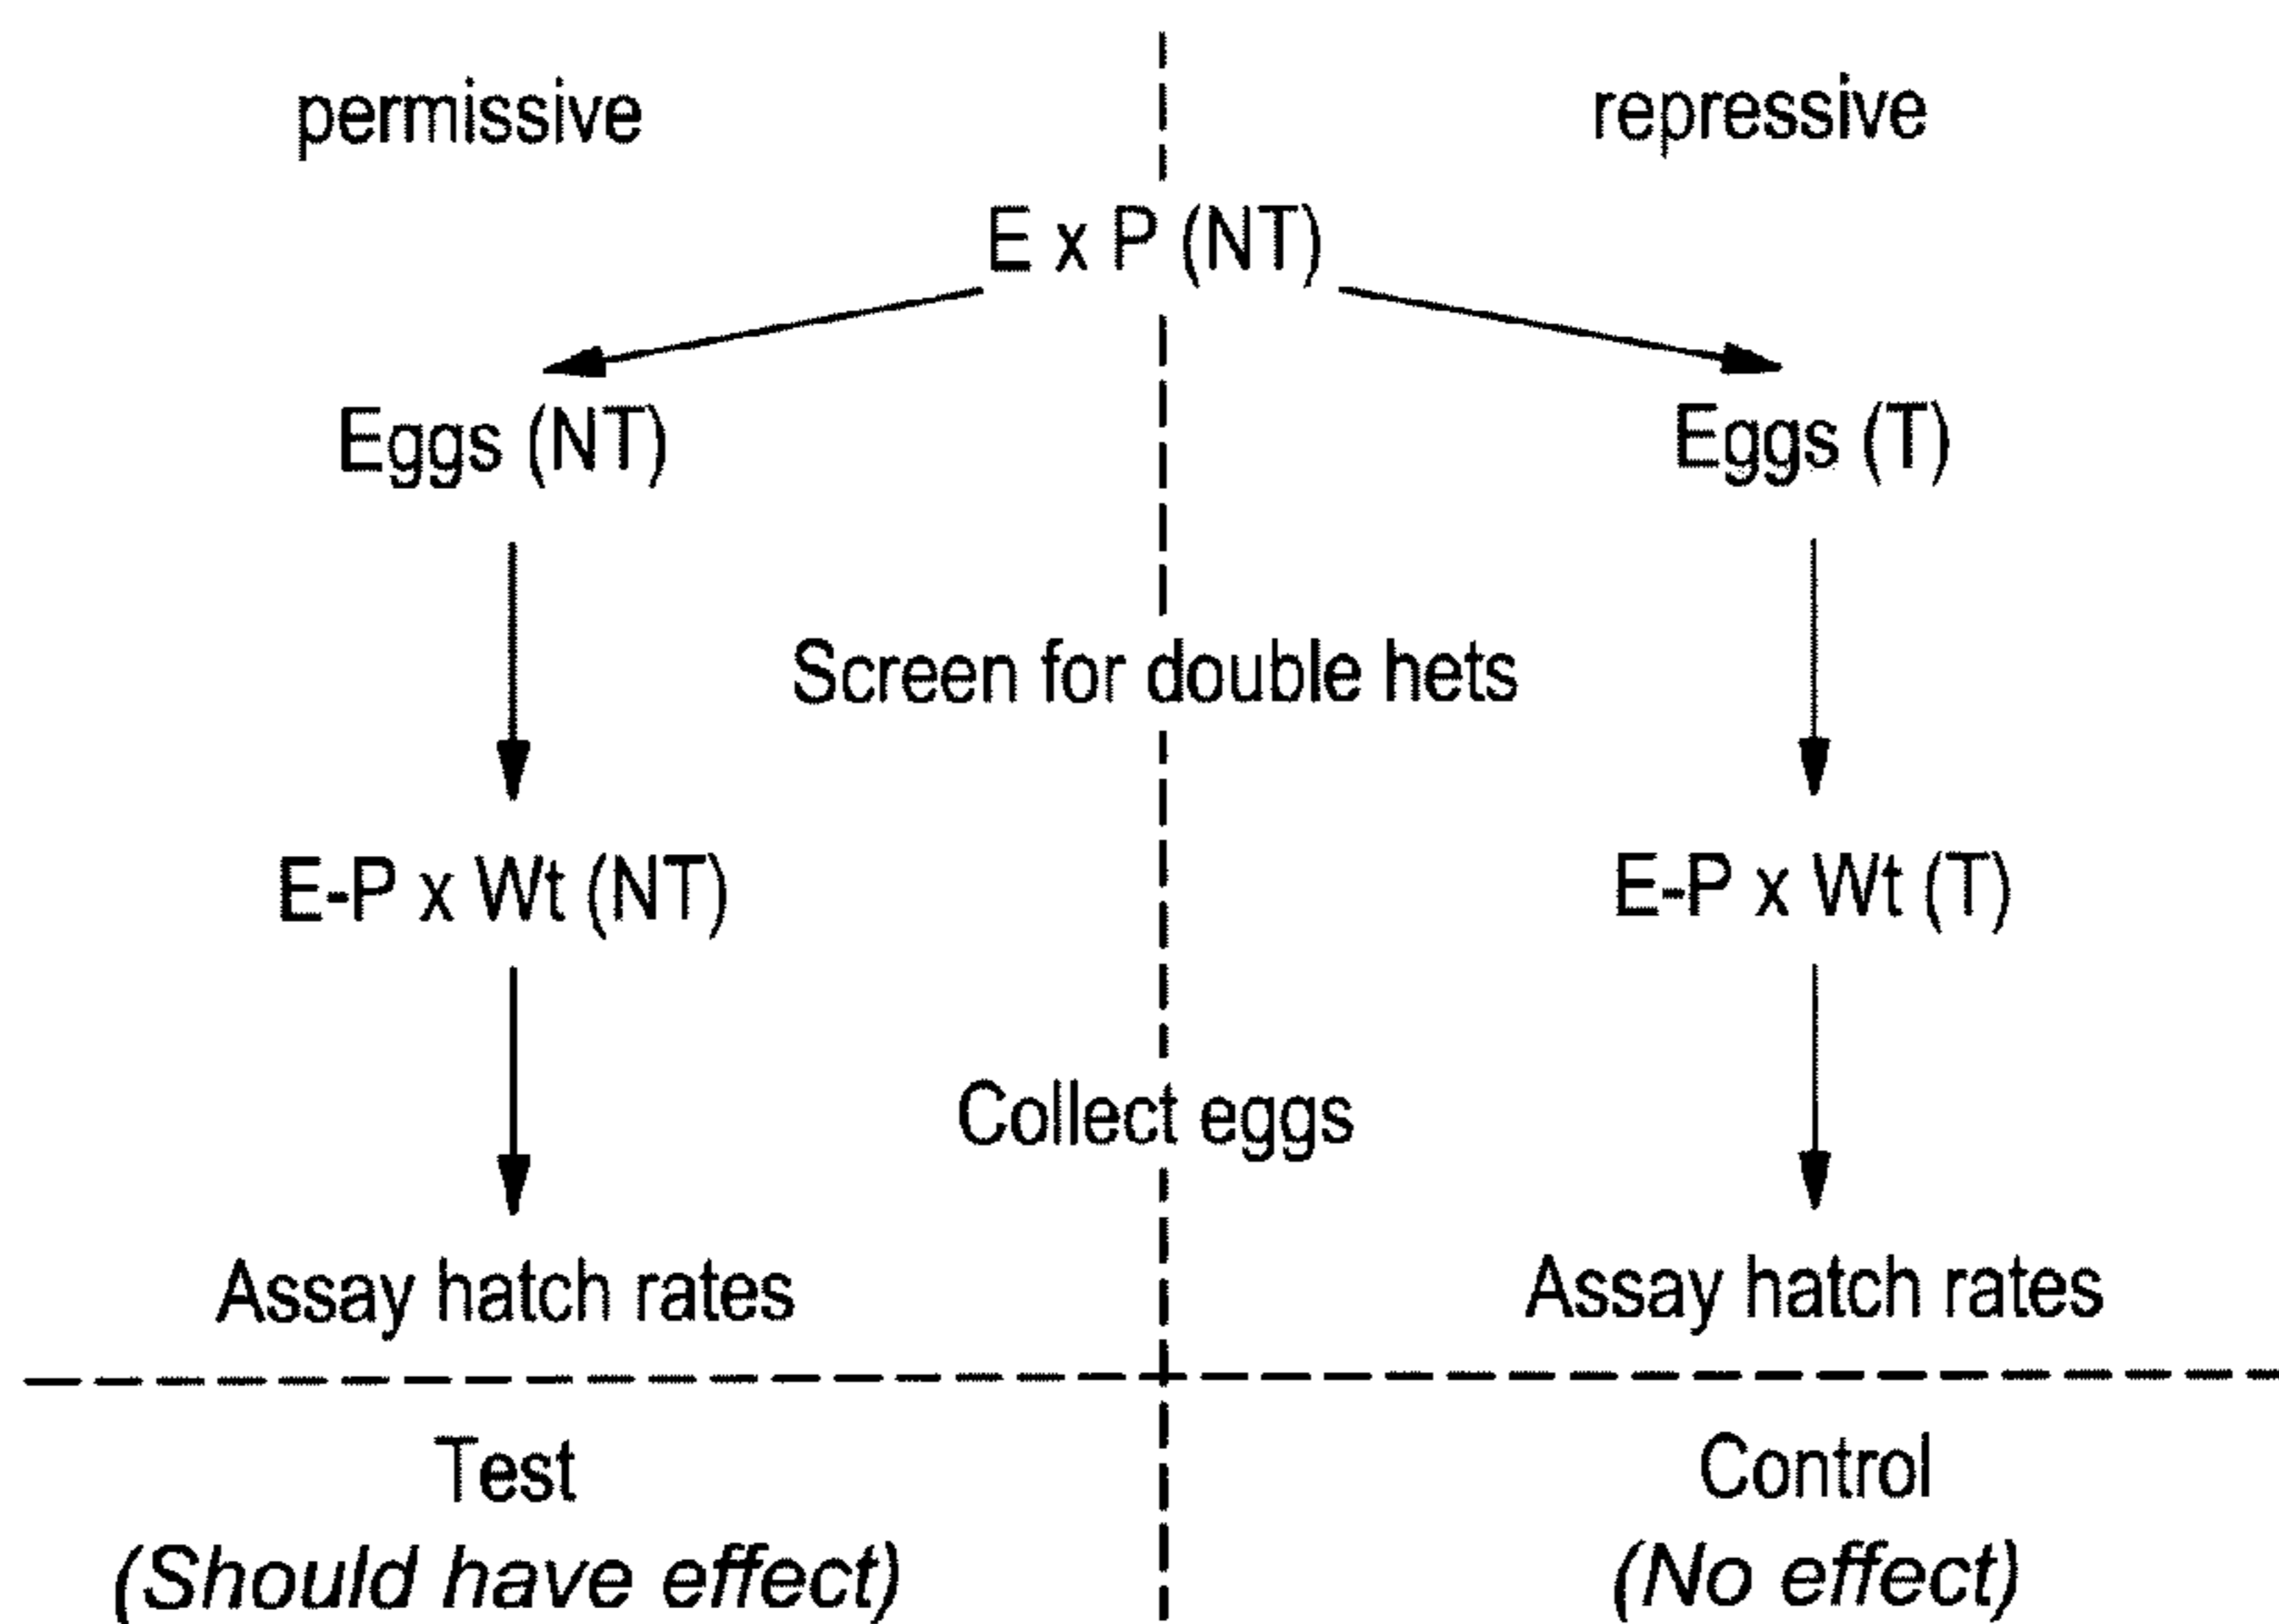 permissive
repressive
E x P (NT)
Eggs (NT)
Eggs (T)
Screen for double hets
E-P x Wt (NT)
E-P x Wt (T)
Collect eggs
Assay hatch rates
Assay hatch rates
Test
Control
(Should have effect)
(No effect)